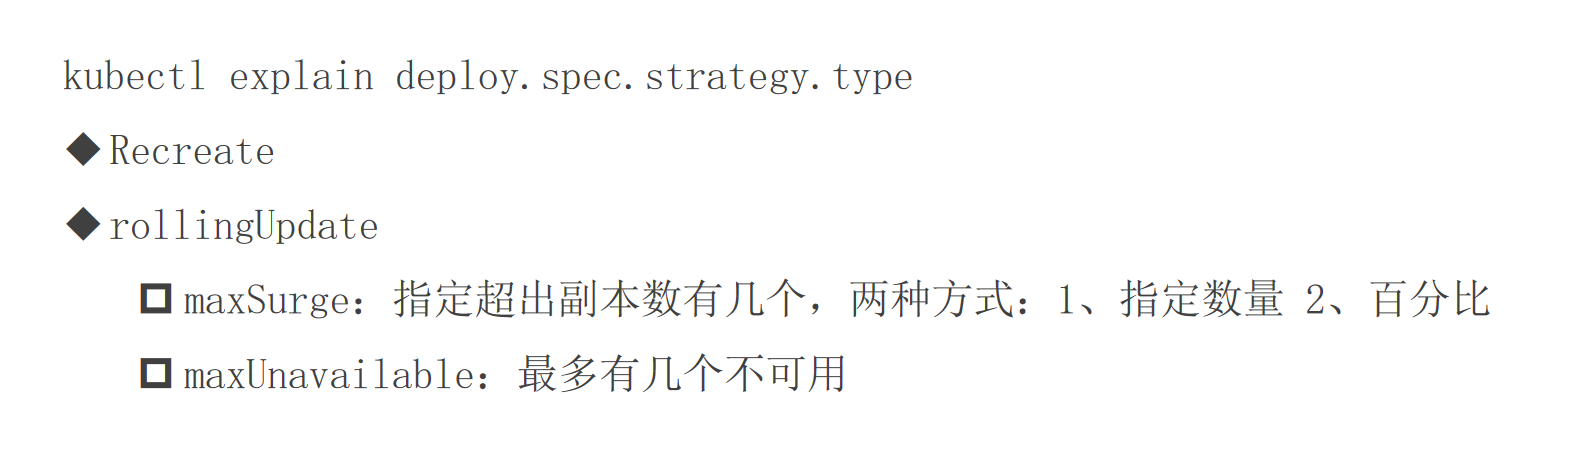 kubectl explain deploy.spec.strategy.type
◆Recreate
◆rollingUpdate
maxSurge：指定超出副本数有几个，两种方式：1、指定数量 2、百分比
maxUnavailable：最多有几个不可用